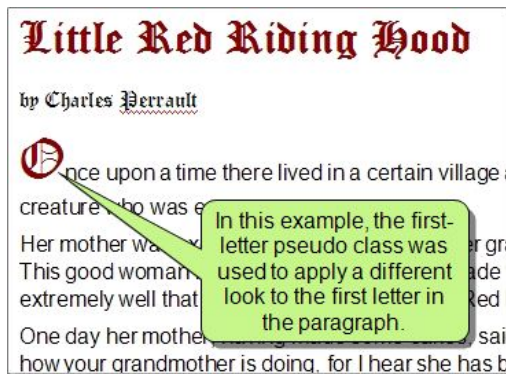 Little Red Riding Hood
by Charles Perrault
Once upon a time there lived in a certain village
creature who was
In this example, the first-
letter pseudo class was
used to apply a different
look to the first letter in
the paragraph.
Her mother
This good woman
extremely well that Red
One day her mother,
how your grandmother is doing, for I hear she has